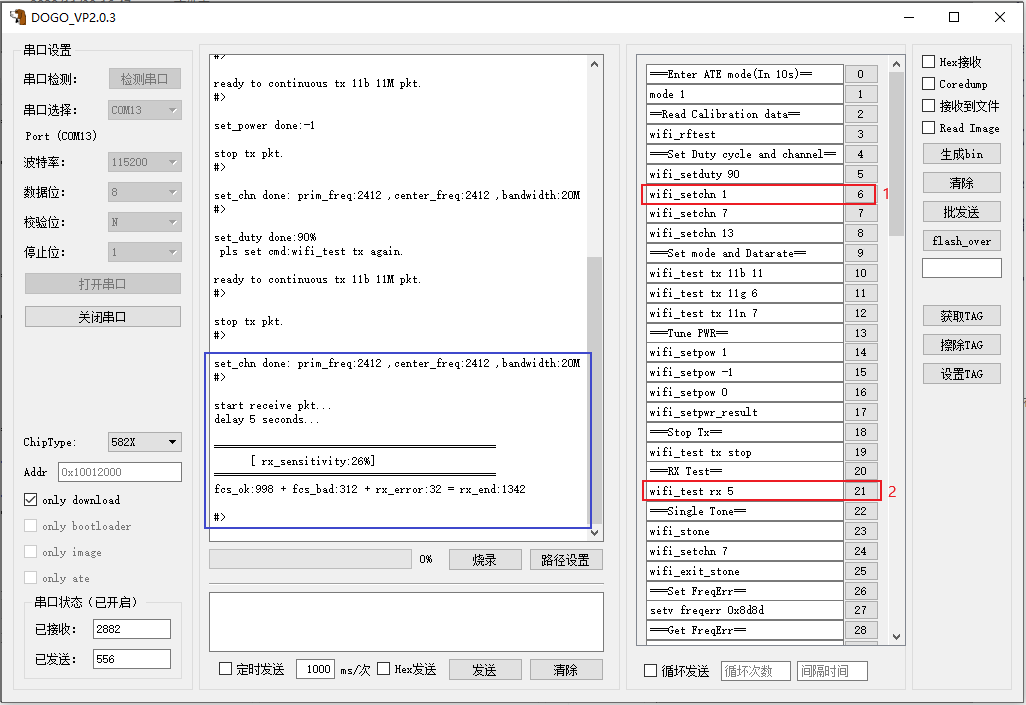 DOGO_VP2.0.3
串口设置
串口检测:
检测串口
串口选择:
COM13
Port (COM13)
波特率:
115200
数据位:
8
校验位:
N
停止位:
1
打开串口
关闭串口
ChipType:
582X
Addr
0x10012000
only download
only bootloader
only image
only ate
串口状态（已开启）
已接收:
2882
已发送:
556
#>
ready to continuous tx 11b 11M pkt.
#>
set_power done:-1
stop tx pkt.
#>
set_chn done: prim_freq:2412 ,center_freq:2412 ,bandwidth:20M
#>
set_duty done:90%
pls set cmd:wifi_test tx again.
ready to continuous tx 11b 11M pkt.
#>
stop tx pkt.
#>
set_chn done: prim_freq:2412 ,center_freq:2412 ,bandwidth:20M
#>
start receive pkt...
delay 5 seconds...
[ rx_sensitivity:26%]
fcs_ok:998 + fcs_bad:312 + rx_error:32 = rx_end:1342
#>
0%
烧录
路径设置
定时发送
1000
ms/次
Hex发送
发送
清除
===Enter ATE mode(In 10s)== 0
mode 1 1
==Read Calibration data== 2
wifi_rftest 3
===Set Duty cycle and channel== 4
wifi_setduty 90 5
wifi_setchn 1 6 1
wifi_setchn 7 7
wifi_setchn 13 8
===Set mode and Datarate== 9
wifi_test tx 11b 11 10
wifi_test tx 11g 6 11
wifi_test tx 11n 7 12
===Tune PWR== 13
wifi_setpow 1 14
wifi_setpow -1 15
wifi_setpow 0 16
wifi_setpwr_result 17
===Stop Tx== 18
wifi_test tx stop 19
===RX Test== 20
wifi_test rx 5 21 2
===Single Tone== 22
wifi_stone 23
wifi_setchn 7 24
wifi_exit_stone 25
===Set FreqErr== 26
setv freqerr 0x8d8d 27
===Get FreqErr== 28
循环发送
循环次数
间隔时间
Hex接收
Coredump
接收到文件
Read Image
生成bin
清除
批发送
flash_over
获取TAG
擦除TAG
设置TAG